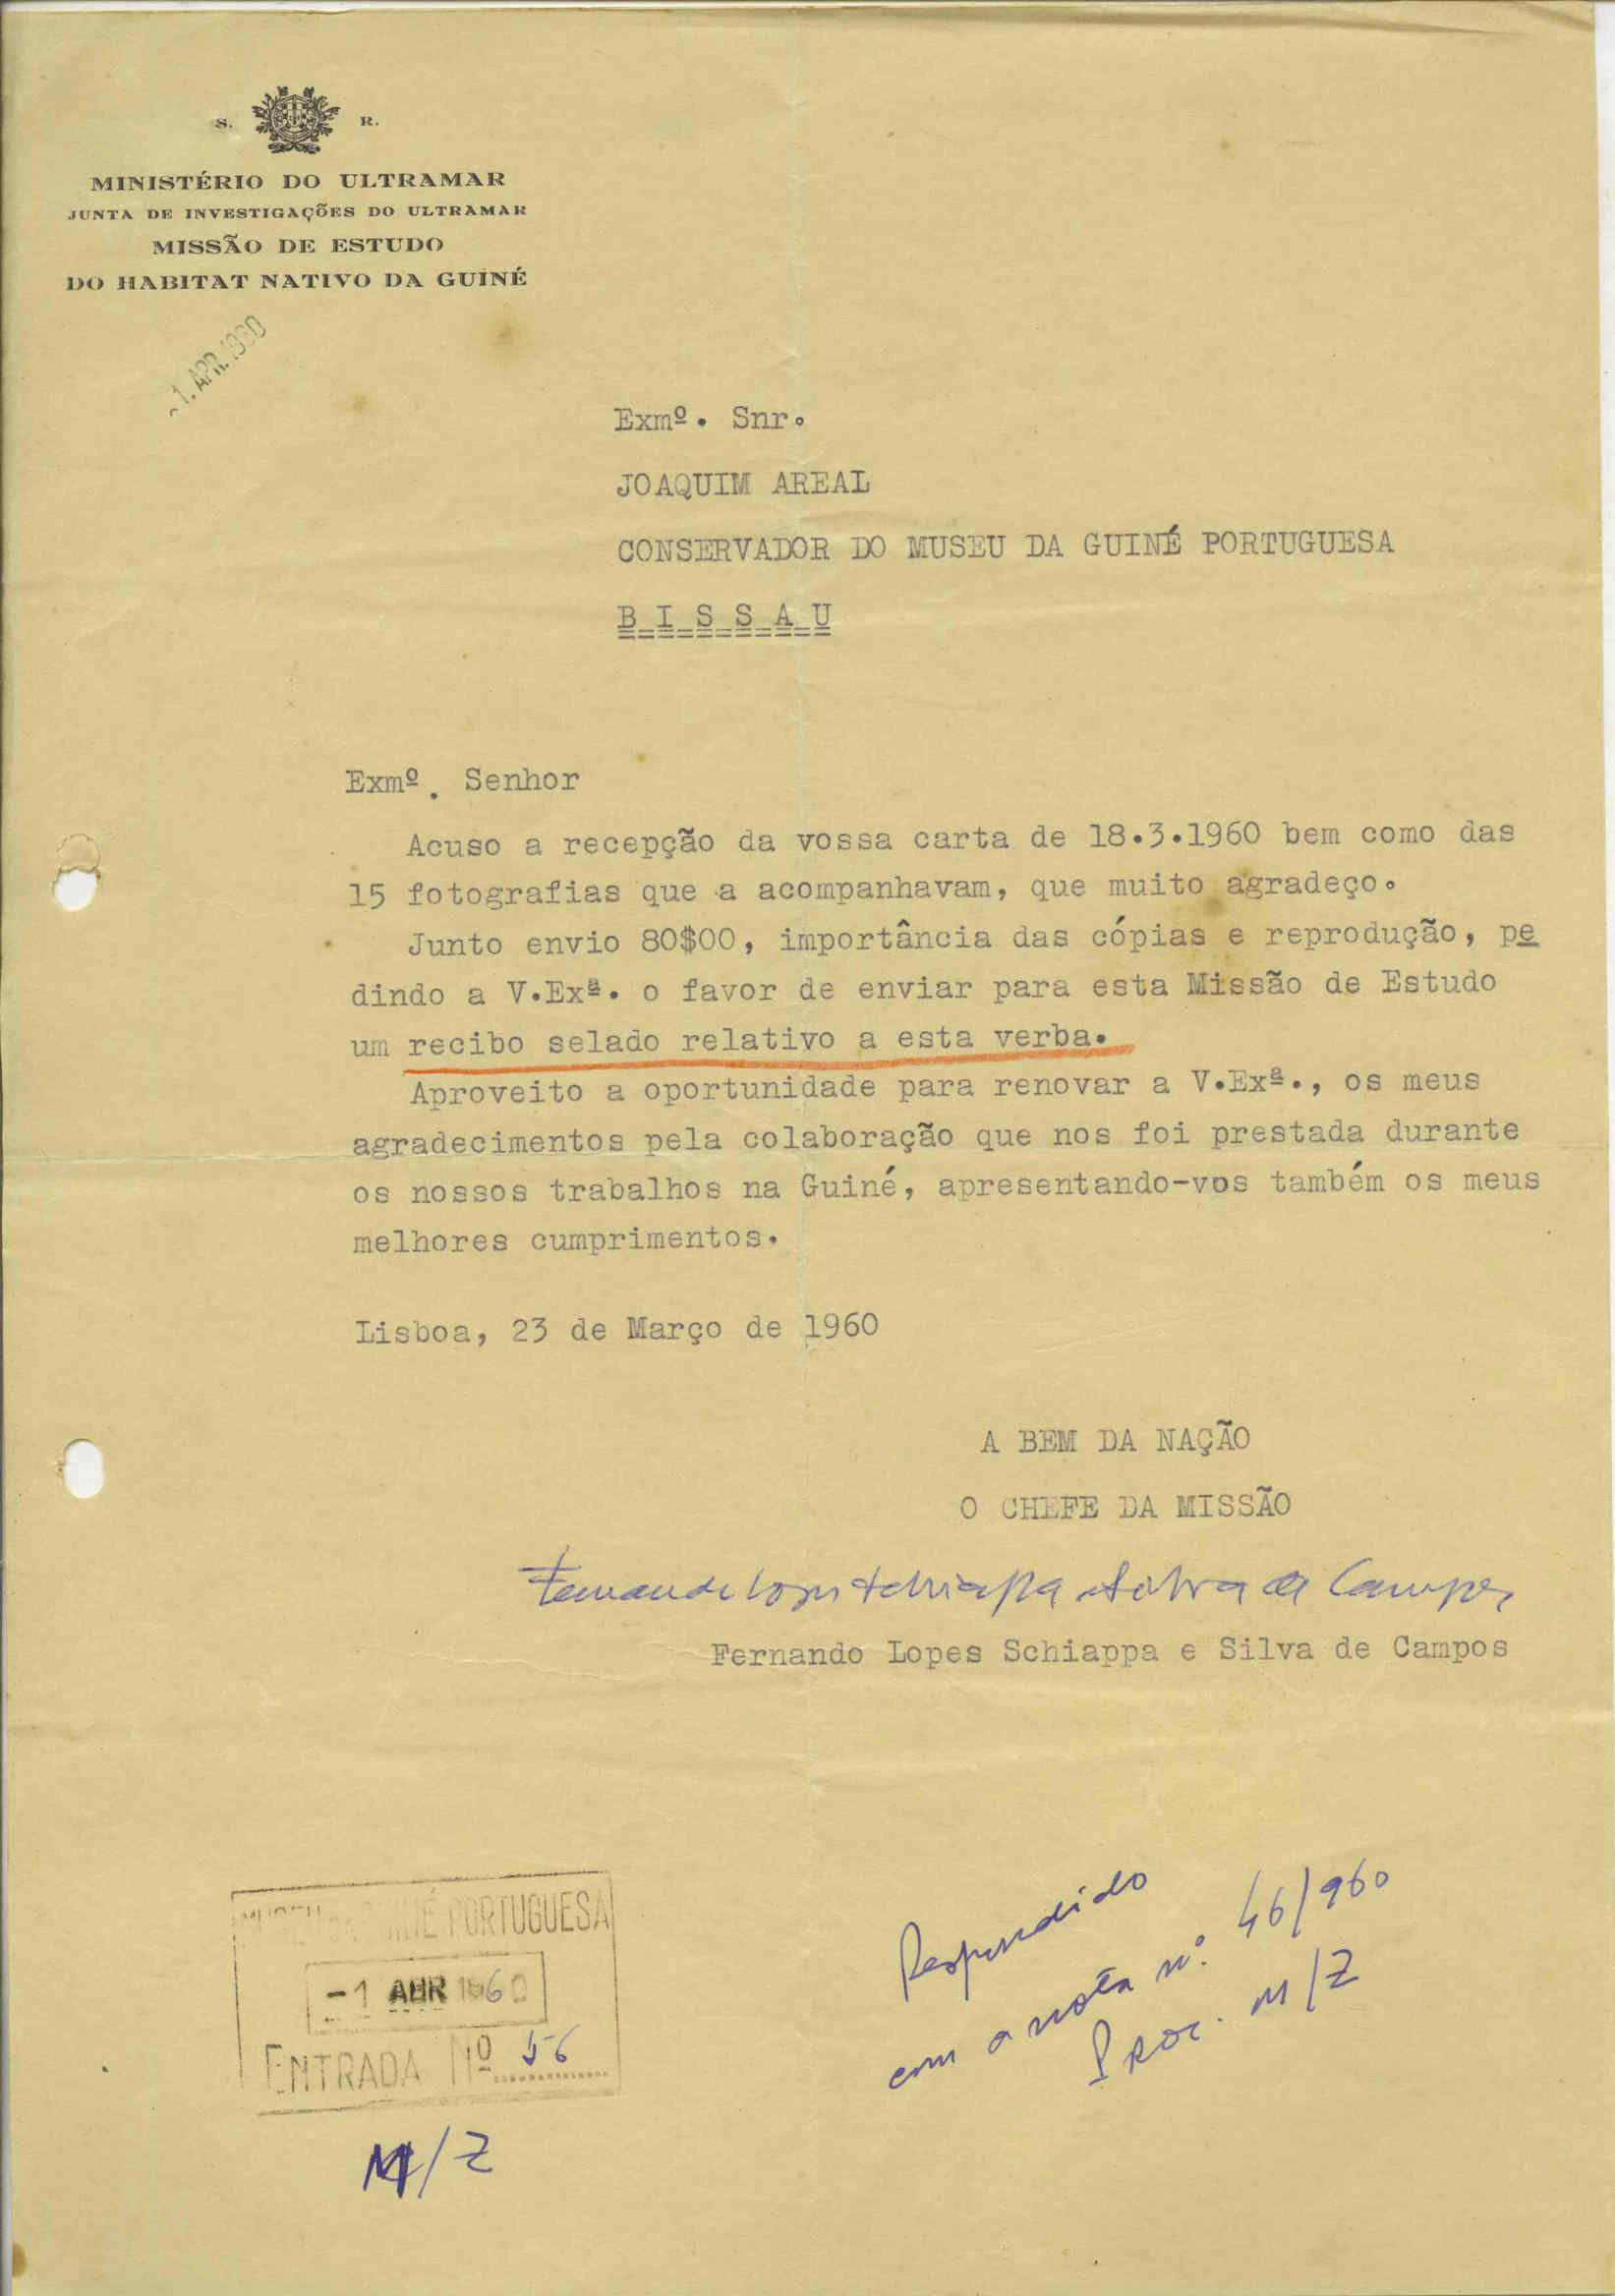 S. R.
MINISTÉRIO DO ULTRAMAR
JUNTA DE INVESTIGAÇÕES DO ULTRAMAR
MISSÃO DE ESTUDO
DO HABITAT NATIVO DA GUINÉ
-1. APR. 1960
Exmº. Snr.
JOAQUIM AREAL
CONSERVADOR DO MUSEU DA GUINÉ PORTUGUESA
B I S S A U
Exmº. Senhor
Acuso a recepção da vossa carta de 18.3.1960 bem como das
15 fotografias que a acompanhavam, que muito agradeço.
Junto envio 80$00, importância das cópias e reprodução, pe
dindo a V.Exª. o favor de enviar para esta Missão de Estudo
um recibo selado relativo a esta verba.
Aproveito a oportunidade para renovar a V.Exª., os meus
agradecimentos pela colaboração que nos foi prestada durante
os nossos trabalhos na Guiné, apresentando-vos também os meus
melhores cumprimentos.
Lisboa, 23 de Março de 1960
A BEM DA NAÇÃO
O CHEFE DA MISSÃO
Fernando Lopes Schiappa e Silva de Campos
Fernando Lopes Schiappa e Silva de Campos
MUSEU DA GUINÉ PORTUGUESA
-1 ABR 1960
ENTRADA Nº 56
M/Z
Respondido
com a nota nº. 46/960
Proc. M/Z